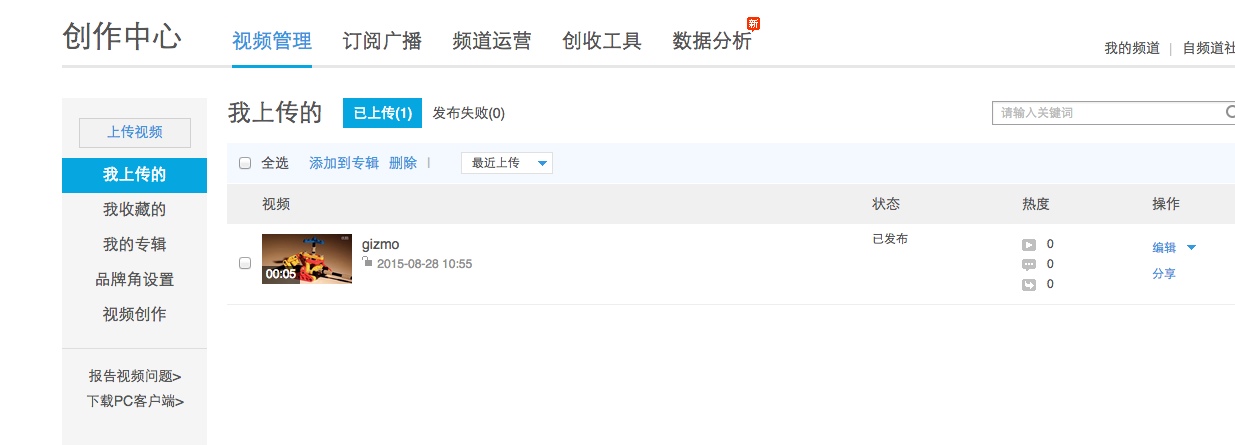 创作中心
视频管理 订阅广播 频道运营 创收工具 数据分析 新
我的频道 | 自频道社
上传视频
我上传的
我收藏的
我的专辑
品牌角设置
视频创作
报告视频问题>
下载PC客户端>
我上传的 已上传(1) 发布失败(0)
请输入关键词
全选 添加到专辑 删除 | 最近上传
视频 状态 热度 操作
00:05
gizmo
2015-08-28 10:55
已发布
0
0
0
编辑
分享